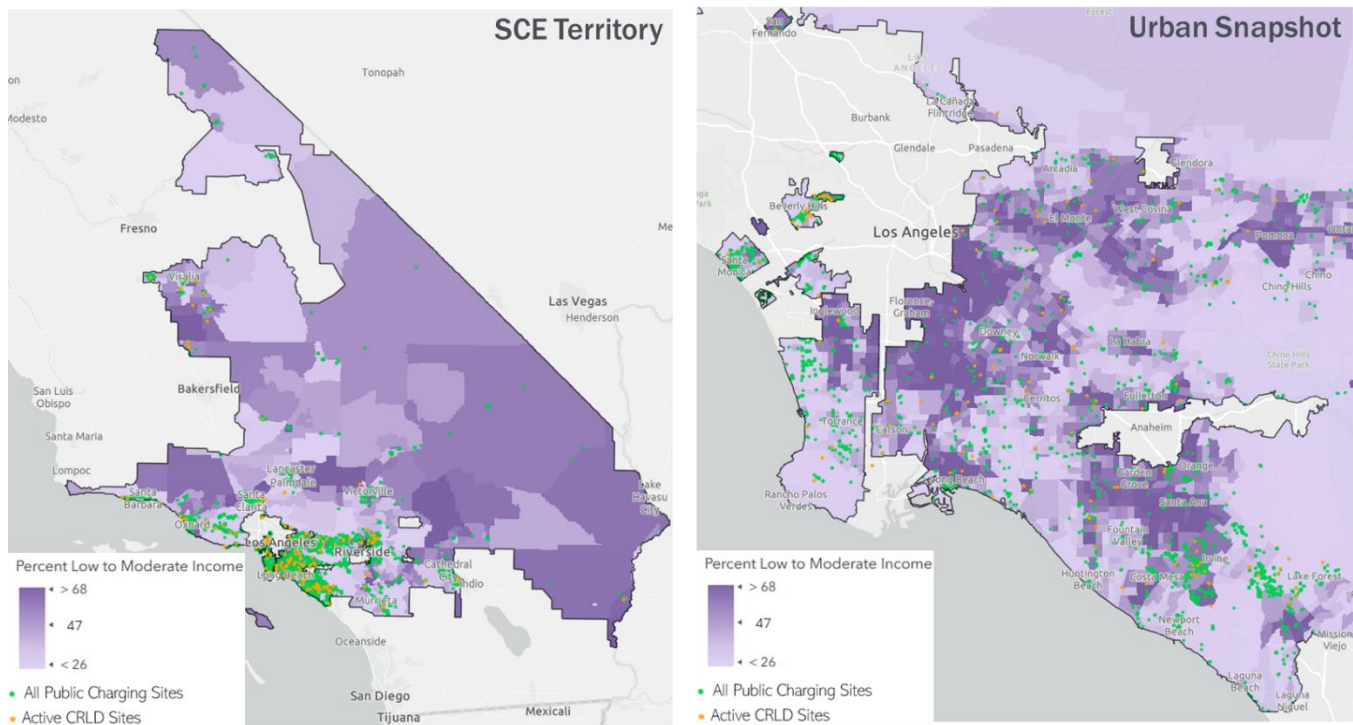 SCE Territory
Tonopah
Modesto
Fresno
Visalia
Las Vegas
Henderson
Bakersfield
San Luis
Obispo
Santa Maria
Lompoc
Santa
Barbara
Lancaster
Palmdale
Santa
Clarita
Victorville
Lake
Havasu
City
Oxnard
Los Angeles
Riverside
Long Beach
Cathedral
City
Indio
Murrieta
Oceanside
San Diego
Tijuana
Mexicali
Percent Low to Moderate Income
> 68
47
< 26
All Public Charging Sites
Active CRLD Sites
Urban Snapshot
San
Fernando
Forest
LOS
ANGELES
La Cañada
Flintridge
Burbank
Glendale
Pasadena
Arcadia
Glendora
Park
Beverly Hills
El Monte
West Covin
Los Angeles
Pomona
Santa
Monica
Chino
Chino Hills
Inglewood
Florence-
Graham
Downey
Norwalk
La Habra
Chino Hills
State Park
Cerritos
Fullerton
Torrance
Carson
Anaheim
Orange
Garden
Grove
Long Beach
Rancho Palos
Verdes
Santa Ana
Fountain
Valley
Irvine
Huntington
Beach
Costa Mesa
Lake Forest
Newport
Beach
Mission
Viejo
Laguna
Beach
Laguna
Niguel
Percent Low to Moderate Income
> 68
47
< 26
All Public Charging Sites
Active CRLD Sites